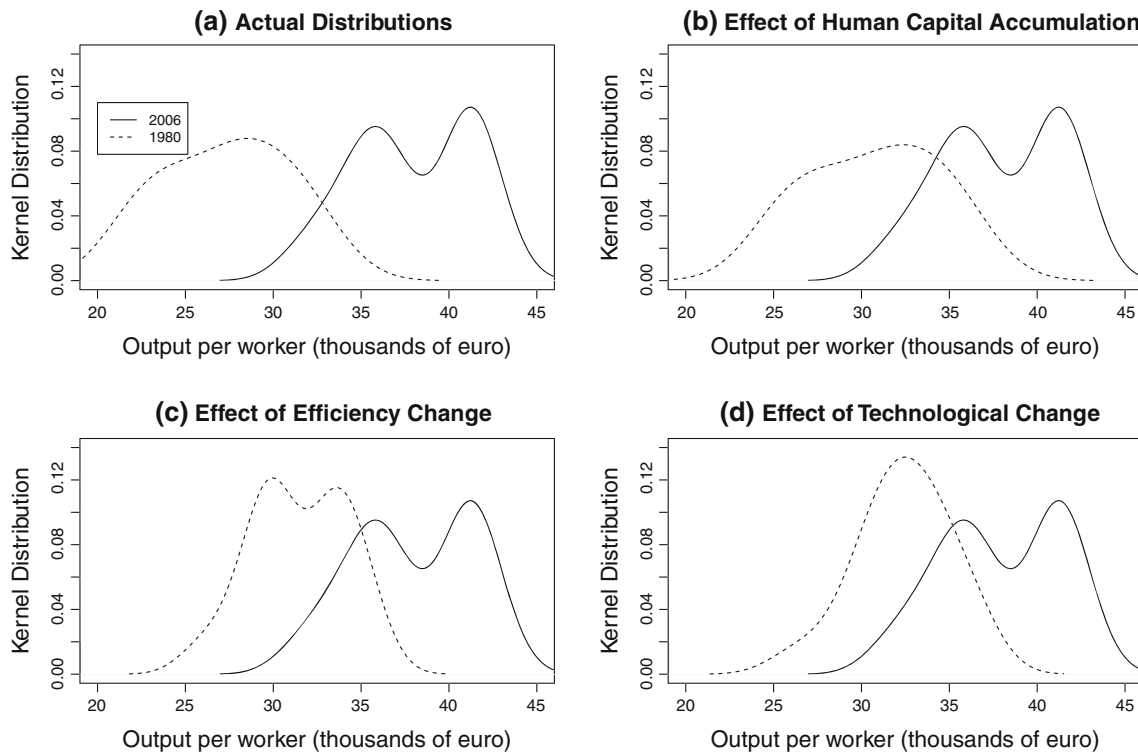 (a) Actual Distributions
Kernel Distribution
0.00 0.04 0.08 0.12
2006
1980
20 25 30 35 40 45
Output per worker (thousands of euro)
(b) Effect of Human Capital Accumulation
Kernel Distribution
0.00 0.04 0.08 0.12
20 25 30 35 40 45
Output per worker (thousands of euro)
(c) Effect of Efficiency Change
Kernel Distribution
0.00 0.04 0.08 0.12
20 25 30 35 40 45
Output per worker (thousands of euro)
(d) Effect of Technological Change
Kernel Distribution
0.00 0.04 0.08 0.12
20 25 30 35 40 45
Output per worker (thousands of euro)